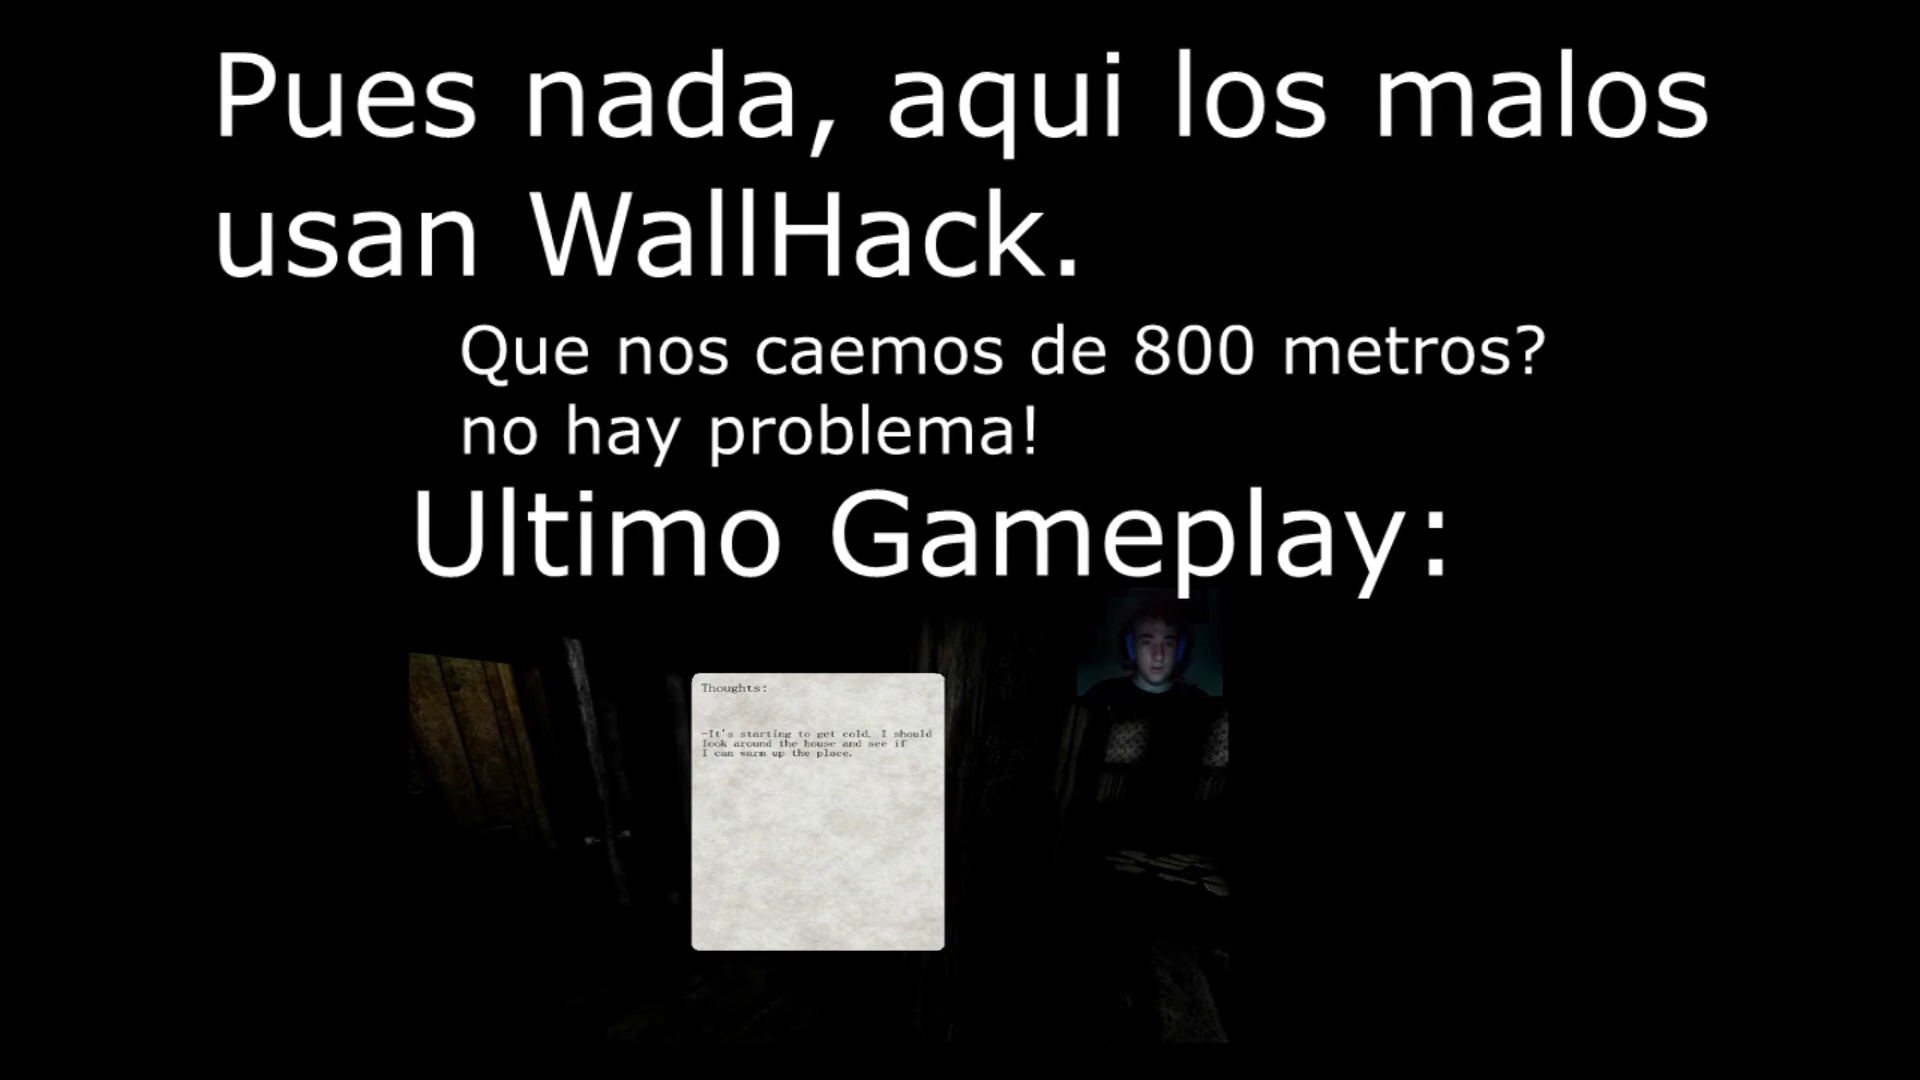 Pues nada, aqui los malos
usan WallHack.
Que nos caemos de 800 metros?
no hay problema!
Ultimo Gameplay:
Thoughts:
-It's starting to get cold. I should
look around the house and see if
I can warm up the place.